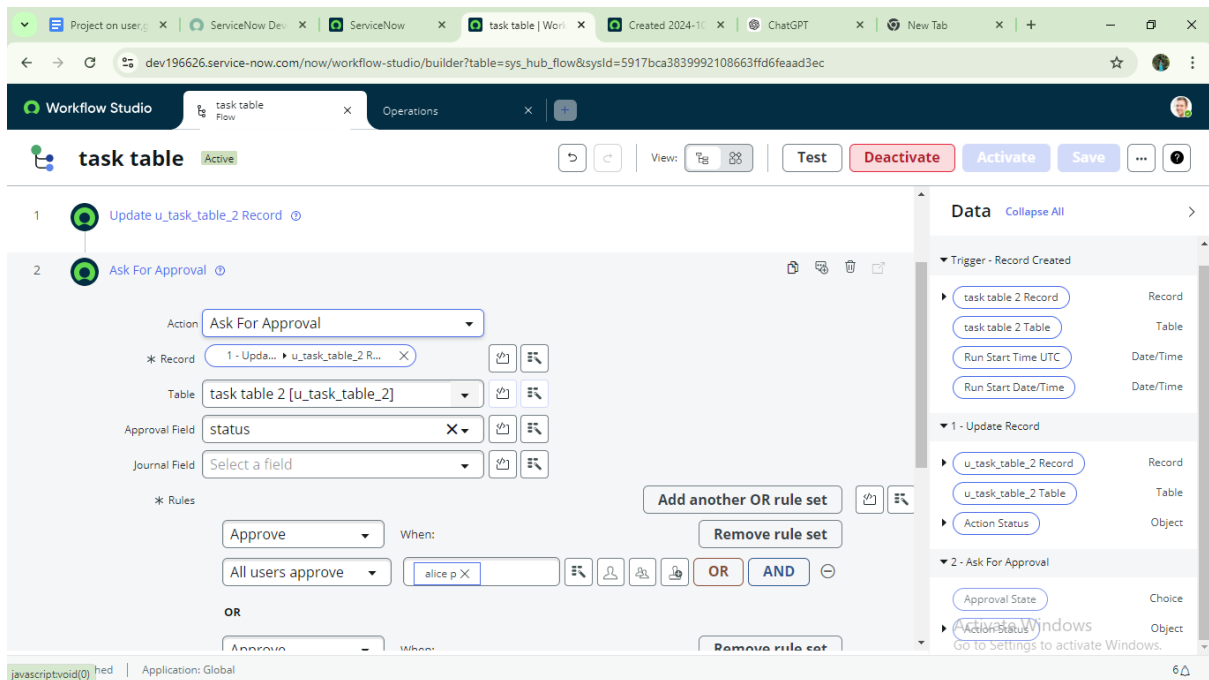 Project on user,g
ServiceNow Dev
ServiceNow
task table | Work
Created 2024-10
ChatGPT
New Tab
dev196626.service-now.com/now/workflow-studio/builder?table=sys_hub_flow&sysId=5917bca3839992108663ffd6feaad3ec
Workflow Studio
task table
Flow
Operations
task table Active
View:
Test
Deactivate
Activate
Save
1 Update u_task_table_2 Record
2 Ask For Approval
Action Ask For Approval
* Record 1 - Upda... u_task_table_2 R...
Table task table 2 [u_task_table_2]
Approval Field status
Journal Field Select a field
* Rules Add another OR rule set
Approve When: Remove rule set
All users approve alice p OR AND
OR
Approve When: Remove rule set
Data Collapse All
Trigger - Record Created
task table 2 Record Record
task table 2 Table Table
Run Start Time UTC Date/Time
Run Start Date/Time Date/Time
1 - Update Record
u_task_table_2 Record Record
u_task_table_2 Table Table
Action Status Object
2 - Ask For Approval
Approval State Choice
Action Status Object
Activate Windows
Go to Settings to activate Windows.
javascript:void(0) hed Application: Global 6